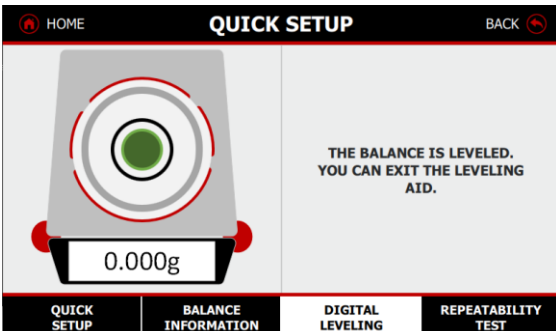 HOME
QUICK SETUP
BACK
THE BALANCE IS LEVELED.
YOU CAN EXIT THE LEVELING
AID.
0.000g
QUICK
SETUP
BALANCE
INFORMATION
DIGITAL
LEVELING
REPEATABILITY
TEST